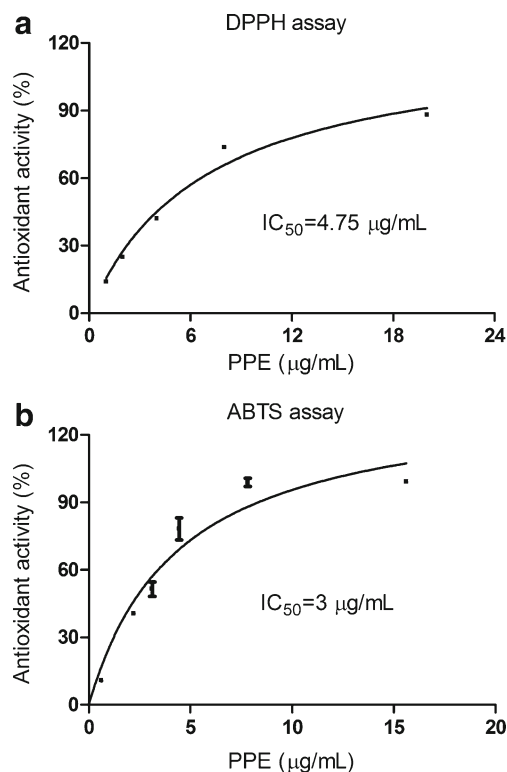 a
DPPH assay
Antioxidant activity (%)
120
90
60
30
0
IC50=4.75 μg/mL
0 6 12 18 24
PPE (μg/mL)
b
ABTS assay
Antioxidant activity (%)
120
90
60
30
0
IC50=3 μg/mL
0 5 10 15 20
PPE (μg/mL)